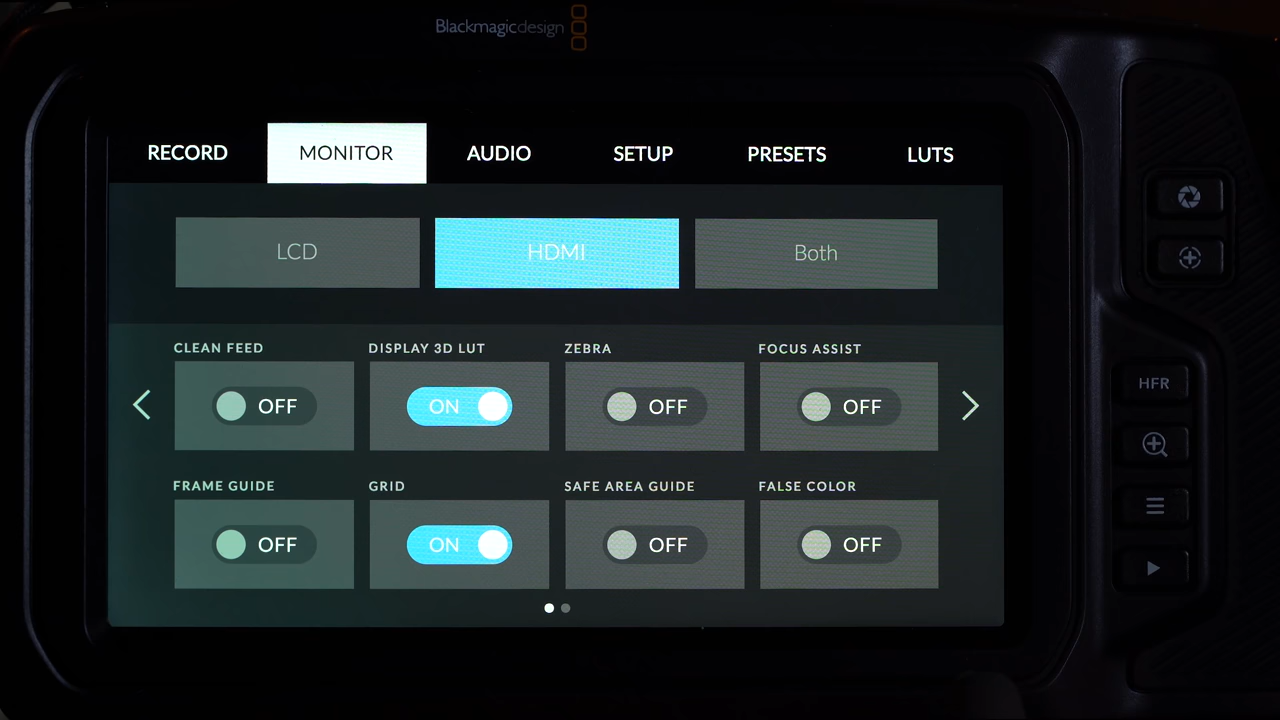 Blackmagicdesign
RECORD MONITOR AUDIO SETUP PRESETS LUTS
LCD HDMI Both
CLEAN FEED DISPLAY 3D LUT ZEBRA FOCUS ASSIST
OFF ON OFF OFF
FRAME GUIDE GRID SAFE AREA GUIDE FALSE COLOR
OFF ON OFF OFF
HFR